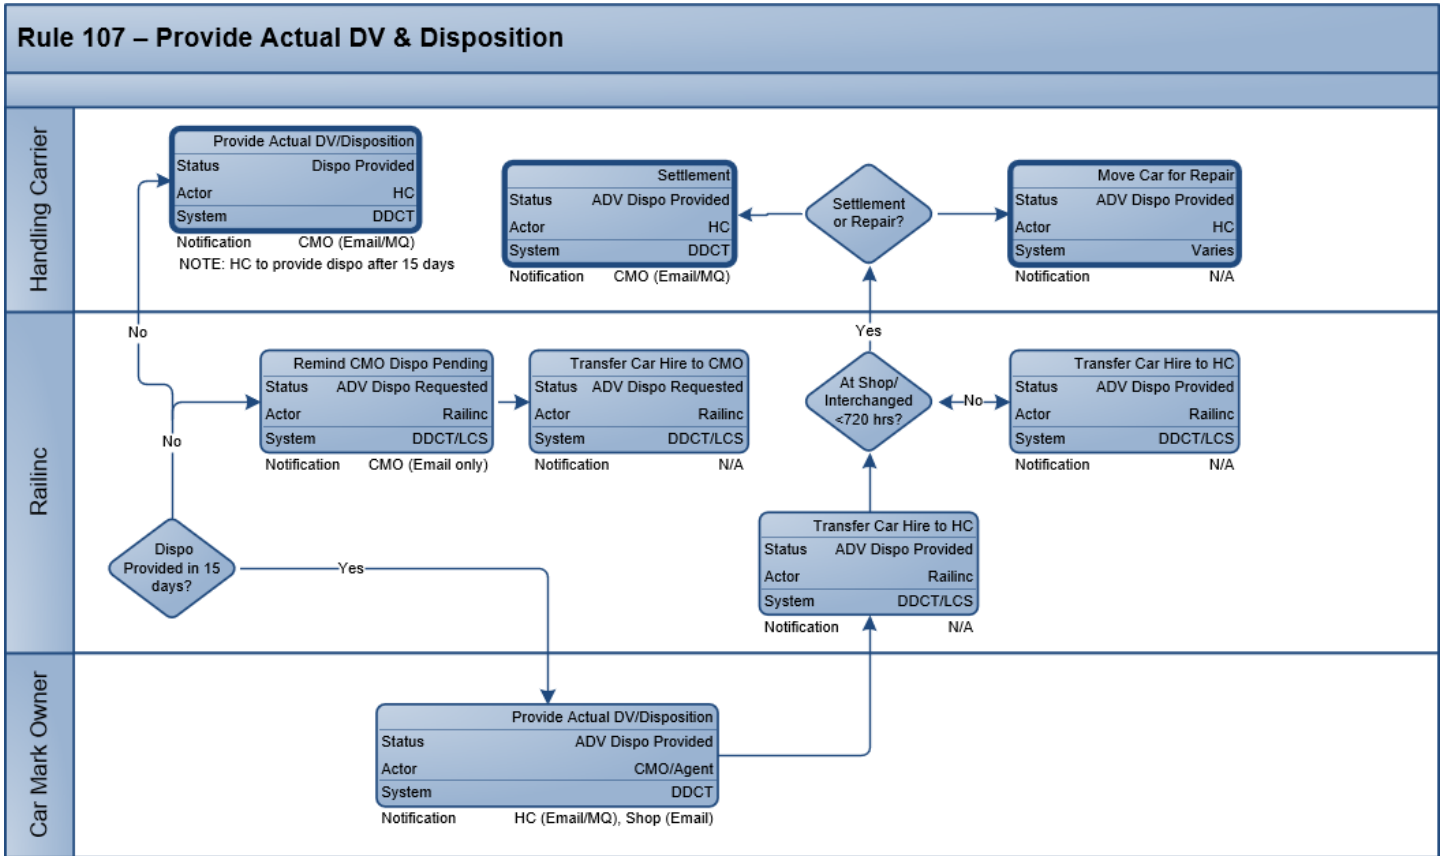 Rule 107 – Provide Actual DV & Disposition
Handling Carrier
Provide Actual DV/Disposition
Status Dispo Provided
Actor HC
System DDCT
Notification CMO (Email/MQ)
NOTE: HC to provide dispo after 15 days
Settlement
Status ADV Dispo Provided
Actor HC
System DDCT
Notification CMO (Email/MQ)
Settlement
or Repair?
Move Car for Repair
Status ADV Dispo Provided
Actor HC
System Varies
Notification N/A
Railinc
No
Yes
Remind CMO Dispo Pending
Status ADV Dispo Requested
Actor Railinc
System DDCT/LCS
Notification CMO (Email only)
Transfer Car Hire to CMO
Status ADV Dispo Requested
Actor Railinc
System DDCT/LCS
Notification N/A
At Shop/
Interchanged
<720 hrs?
No
Transfer Car Hire to HC
Status ADV Dispo Provided
Actor Railinc
System DDCT/LCS
Notification N/A
No
Dispo
Provided in 15
days?
Yes
Transfer Car Hire to HC
Status ADV Dispo Provided
Actor Railinc
System DDCT/LCS
Notification N/A
Car Mark Owner
Provide Actual DV/Disposition
Status ADV Dispo Provided
Actor CMO/Agent
System DDCT
Notification HC (Email/MQ), Shop (Email)